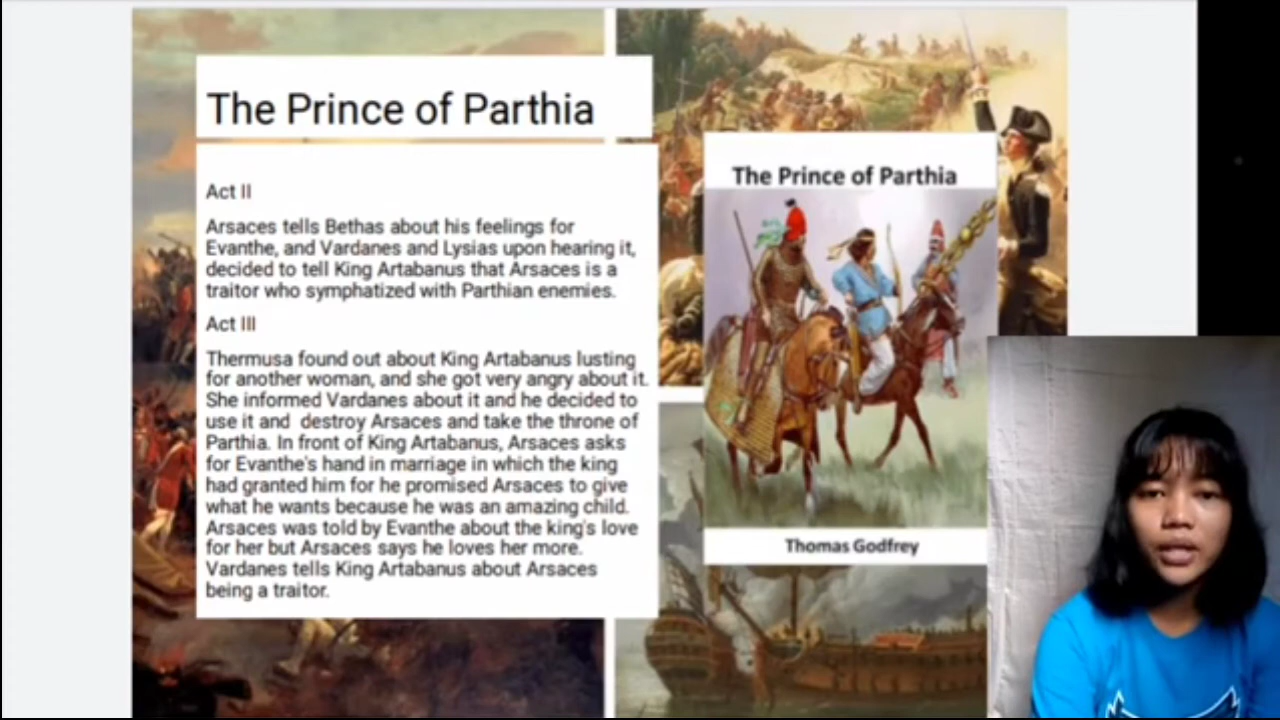 The Prince of Parthia
Act II
Arsaces tells Bethas about his feelings for
Evanthe, and Vardanes and Lysias upon hearing it,
decided to tell King Artabanus that Arsaces is a
traitor who symphatized with Parthian enemies.
Act III
Thermusa found out about King Artabanus lusting
for another woman, and she got very angry about it.
She informed Vardanes about it and he decided to
use it and  destroy Arsaces and take the throne of
Parthia. In front of King Artabanus, Arsaces asks
for Evanthe's hand in marriage in which the king
had granted him for he promised Arsaces to give
what he wants because he was an amazing child.
Arsaces was told by Evanthe about the king's love
for her but Arsaces says he loves her more.
Vardanes tells King Artabanus about Arsaces
being a traitor.
The Prince of Parthia
Thomas Godfrey